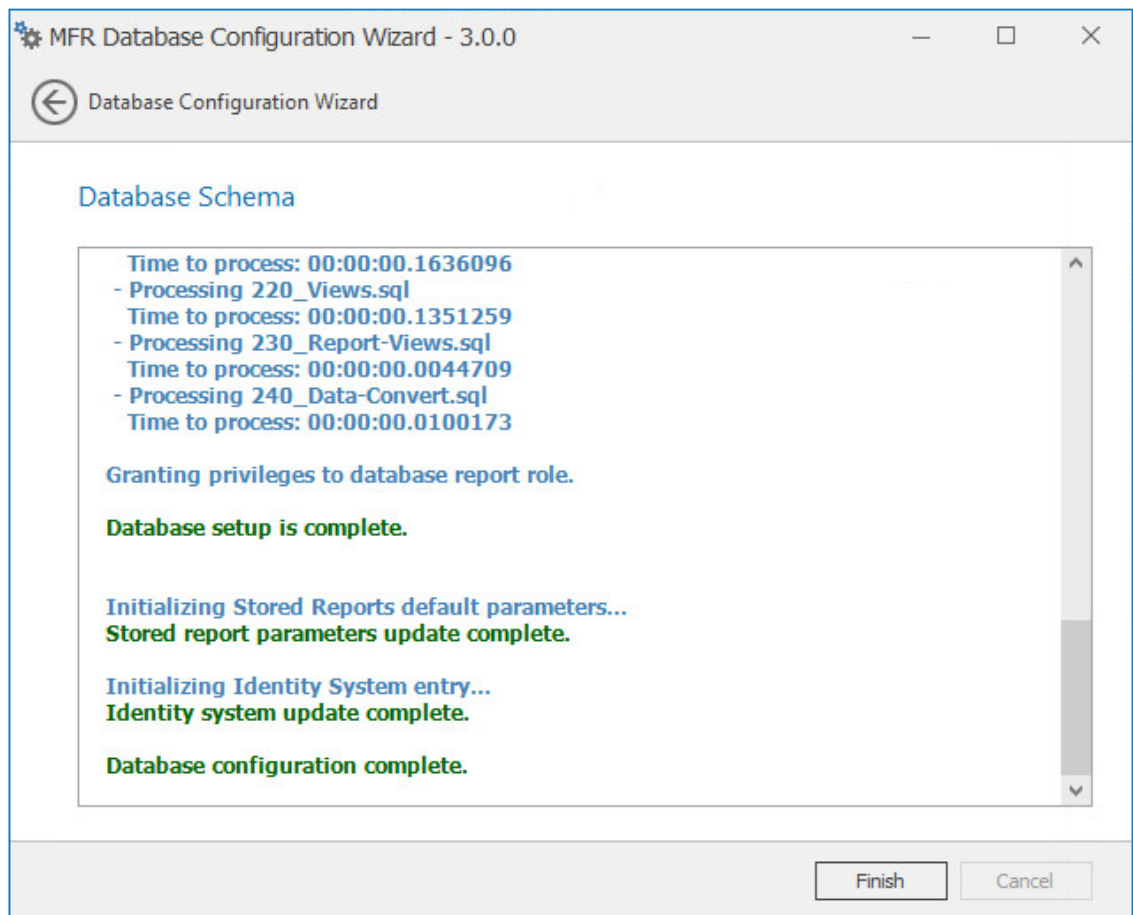 MFR Database Configuration Wizard - 3.0.0
Database Configuration Wizard
Database Schema
Time to process: 00:00:00.1636096
- Processing 220_Views.sql
Time to process: 00:00:00.1351259
- Processing 230_Report-Views.sql
Time to process: 00:00:00.0044709
- Processing 240_Data-Convert.sql
Time to process: 00:00:00.0100173
Granting privileges to database report role.
Database setup is complete.
Initializing Stored Reports default parameters...
Stored report parameters update complete.
Initializing Identity System entry...
Identity system update complete.
Database configuration complete.
Finish Cancel